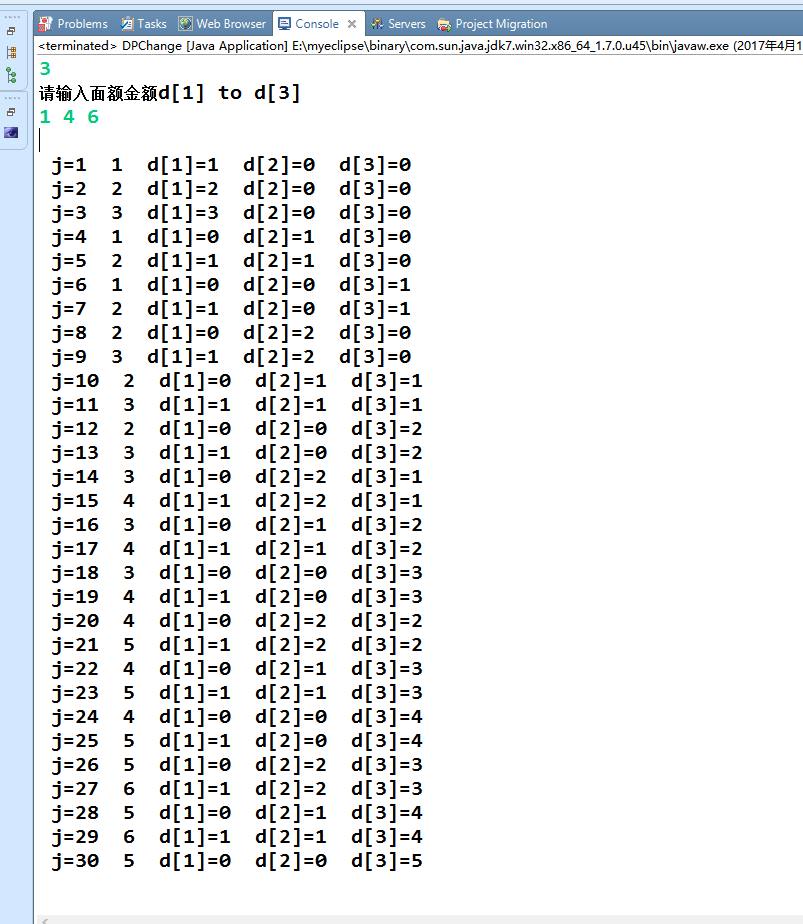 Problems Tasks Web Browser Console Servers Project Migration
<terminated> DPChange [Java Application] E:\myeclipse\binary\com.sun.java.jdk7.win32.x86_64_1.7.0.u45\bin\javaw.exe (2017年4月1
3
请输入面额金额d[1] to d[3]
1 4 6
j=1 1 d[1]=1 d[2]=0 d[3]=0
j=2 2 d[1]=2 d[2]=0 d[3]=0
j=3 3 d[1]=3 d[2]=0 d[3]=0
j=4 1 d[1]=0 d[2]=1 d[3]=0
j=5 2 d[1]=1 d[2]=1 d[3]=0
j=6 1 d[1]=0 d[2]=0 d[3]=1
j=7 2 d[1]=1 d[2]=0 d[3]=1
j=8 2 d[1]=0 d[2]=2 d[3]=0
j=9 3 d[1]=1 d[2]=2 d[3]=0
j=10 2 d[1]=0 d[2]=1 d[3]=1
j=11 3 d[1]=1 d[2]=1 d[3]=1
j=12 2 d[1]=0 d[2]=0 d[3]=2
j=13 3 d[1]=1 d[2]=0 d[3]=2
j=14 3 d[1]=0 d[2]=2 d[3]=1
j=15 4 d[1]=1 d[2]=2 d[3]=1
j=16 3 d[1]=0 d[2]=1 d[3]=2
j=17 4 d[1]=1 d[2]=1 d[3]=2
j=18 3 d[1]=0 d[2]=0 d[3]=3
j=19 4 d[1]=1 d[2]=0 d[3]=3
j=20 4 d[1]=0 d[2]=2 d[3]=2
j=21 5 d[1]=1 d[2]=2 d[3]=2
j=22 4 d[1]=0 d[2]=1 d[3]=3
j=23 5 d[1]=1 d[2]=1 d[3]=3
j=24 4 d[1]=0 d[2]=0 d[3]=4
j=25 5 d[1]=1 d[2]=0 d[3]=4
j=26 5 d[1]=0 d[2]=2 d[3]=3
j=27 6 d[1]=1 d[2]=2 d[3]=3
j=28 5 d[1]=0 d[2]=1 d[3]=4
j=29 6 d[1]=1 d[2]=1 d[3]=4
j=30 5 d[1]=0 d[2]=0 d[3]=5